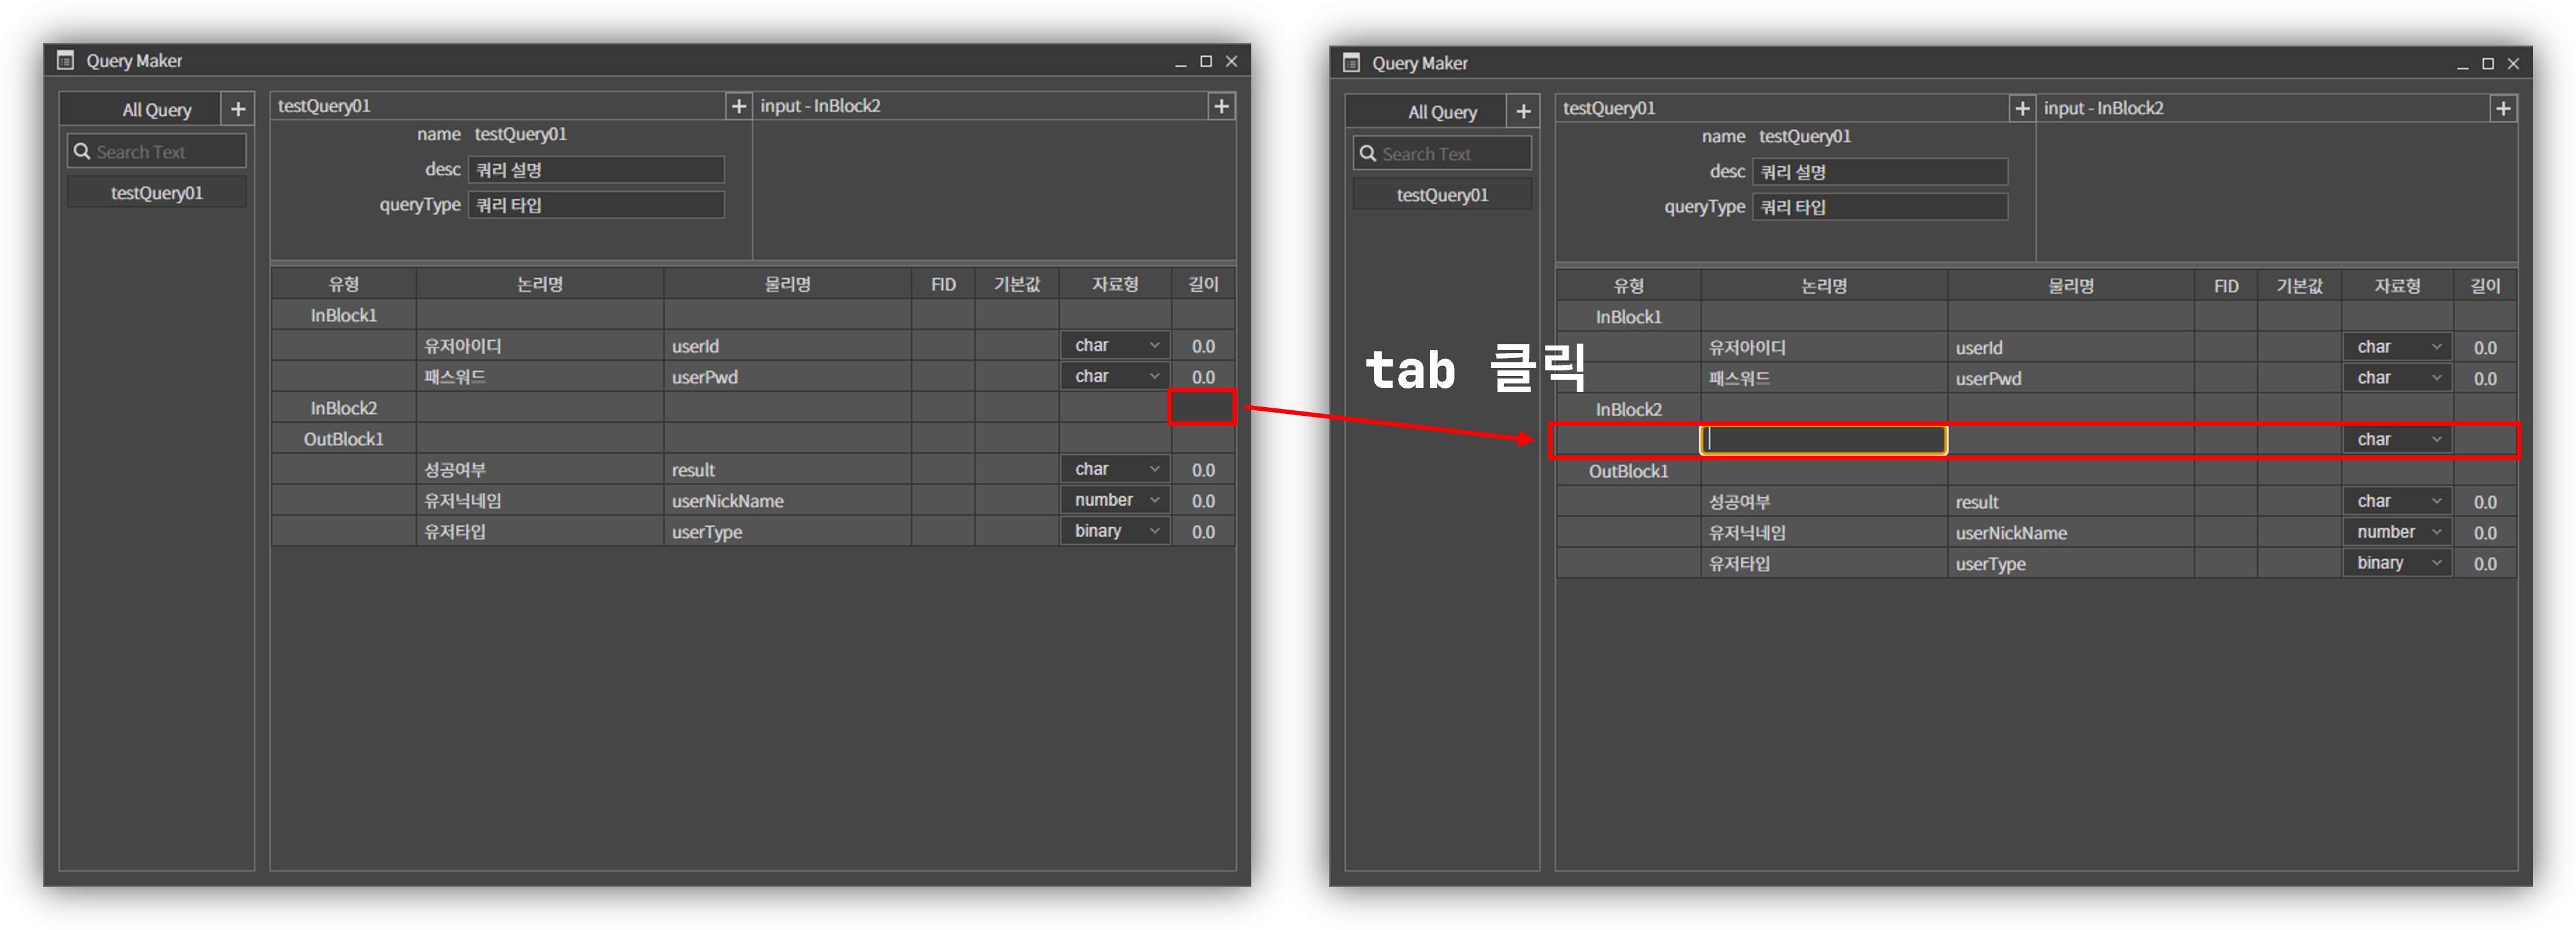 Query Maker
All Query +
Search Text
testQuery01
testQuery01 + input - InBlock2 +
name testQuery01
desc 쿼리 설명
queryType 쿼리 타입
유형 논리명 물리명 FID 기본값 자료형 길이
InBlock1
유저아이디 userId char 0.0
패스워드 userPwd char 0.0
InBlock2
OutBlock1
성공여부 result char 0.0
유저닉네임 userNickName number 0.0
유저타입 userType binary 0.0
tab 클릭
Query Maker
All Query +
Search Text
testQuery01
testQuery01 + input - InBlock2 +
name testQuery01
desc 쿼리 설명
queryType 쿼리 타입
유형 논리명 물리명 FID 기본값 자료형 길이
InBlock1
유저아이디 userId char 0.0
패스워드 userPwd char 0.0
InBlock2
char
OutBlock1
성공여부 result char 0.0
유저닉네임 userNickName number 0.0
유저타입 userType binary 0.0